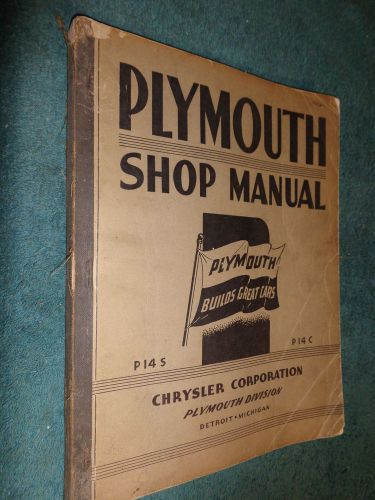 PLYMOUTH
SHOP MANUAL
PLYMOUTH
BUILDS GREAT CARS
P14S
P14C
CHRYSLER CORPORATION
PLYMOUTH DIVISION
DETROIT • MICHIGAN